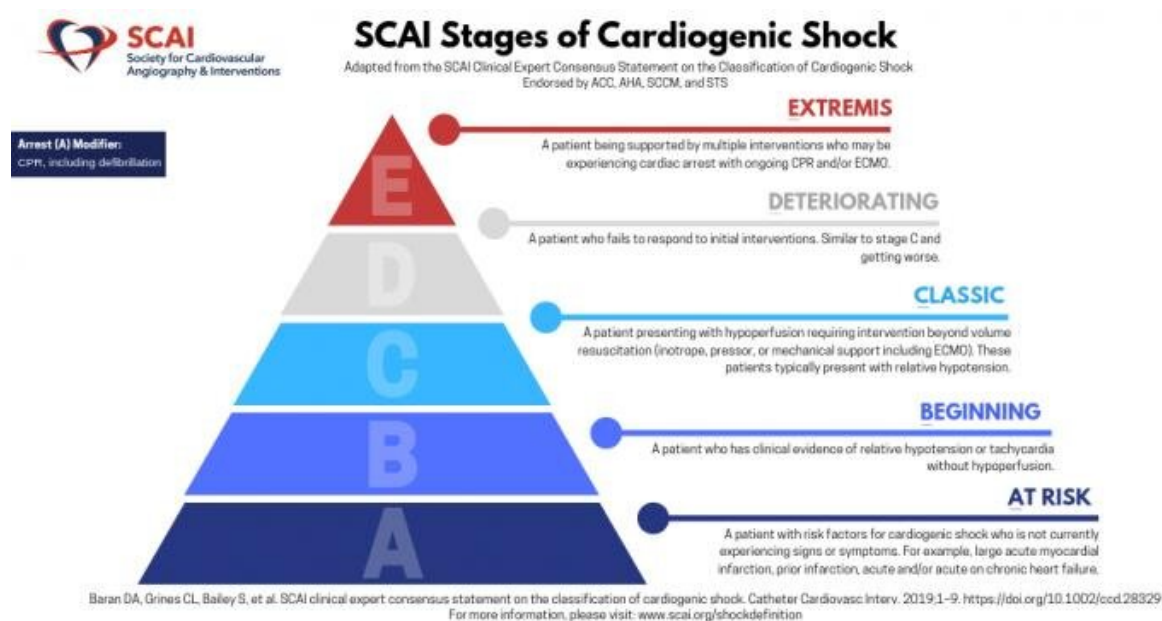 SCAI
Society for Cardiovascular
Angiography & Interventions
SCAI Stages of Cardiogenic Shock
Adapted from the SCAI Clinical Expert Consensus Statement on the Classification of Cardiogenic Shock
Endorsed by ACC, AHA, SCCM, and STS
Arrest (A) Modifier:
CPR, including defibrillation
E
EXTREMIS
A patient being supported by multiple interventions who may be
experiencing cardiac arrest with ongoing CPR and/or ECMO.
D
DETERIORATING
A patient who fails to respond to initial interventions. Similar to stage C and
getting worse.
C
CLASSIC
A patient presenting with hypoperfusion requiring intervention beyond volume
resuscitation (inotrope, pressor, or mechanical support including ECMO). These
patients typically present with relative hypotension.
B
BEGINNING
A patient who has clinical evidence of relative hypotension or tachycardia
without hypoperfusion.
A
AT RISK
A patient with risk factors for cardiogenic shock who is not currently
experiencing signs or symptoms. For example, large acute myocardial
infarction, prior infarction, acute and/or acute on chronic heart failure.
Baran DA, Grines CL, Bailey S, et al. SCAI clinical expert consensus statement on the classification of cardiogenic shock. Catheter Cardiovasc Interv. 2019;1–9. https://doi.org/10.1002/ccd.28329
For more information, please visit: www.scai.org/shockdefinition